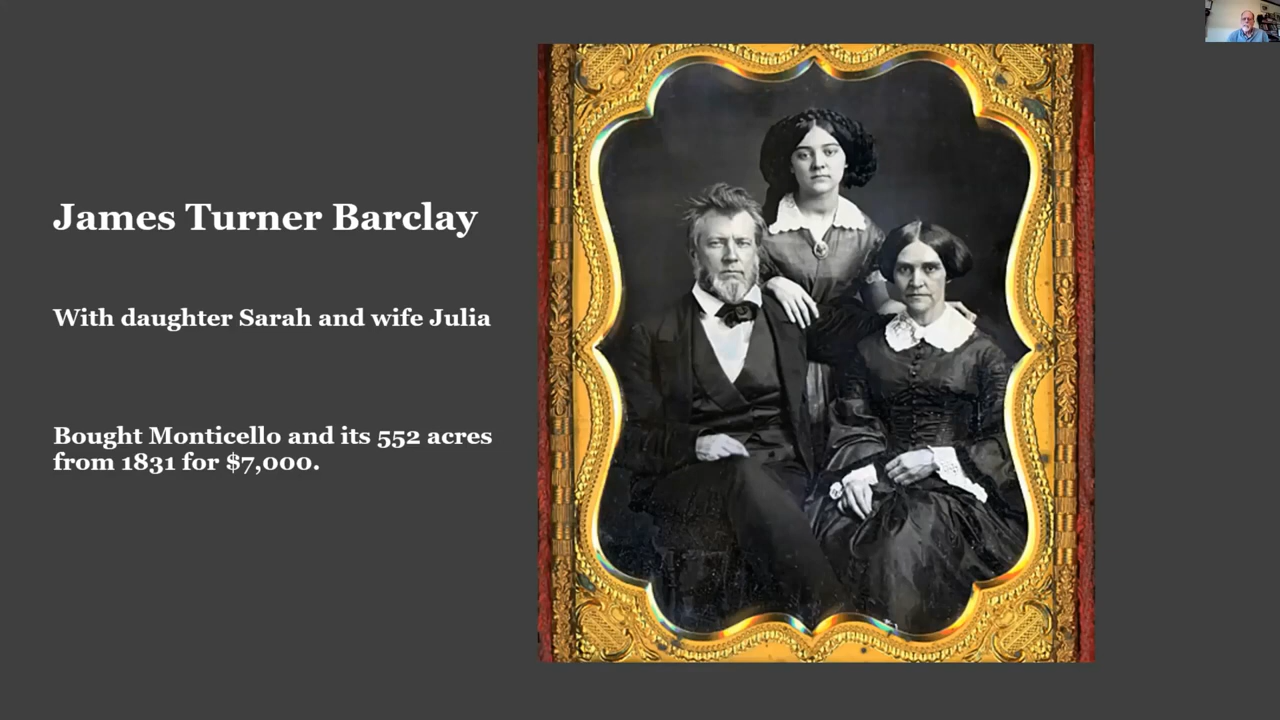 James Turner Barclay
With daughter Sarah and wife Julia
Bought Monticello and its 552 acres
from 1831 for $7,000.